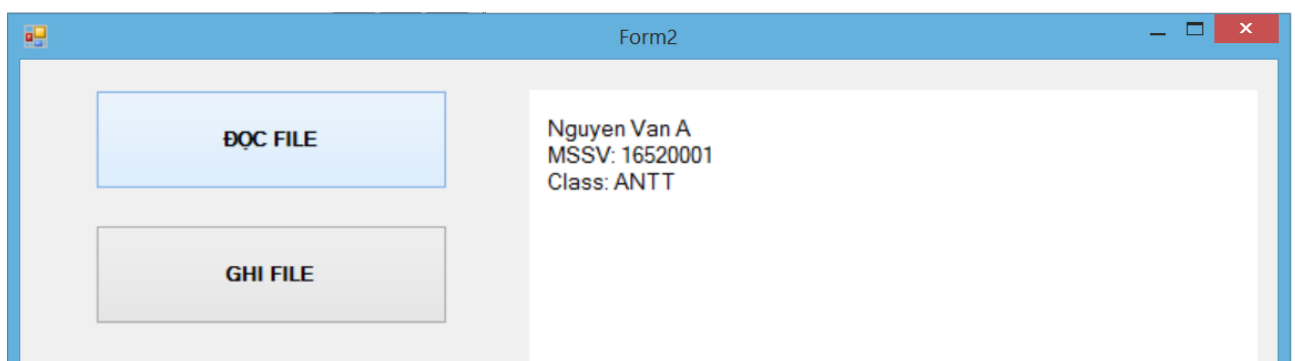 Form2
ĐỌC FILE
GHI FILE
Nguyen Van A
MSSV: 16520001
Class: ANTT